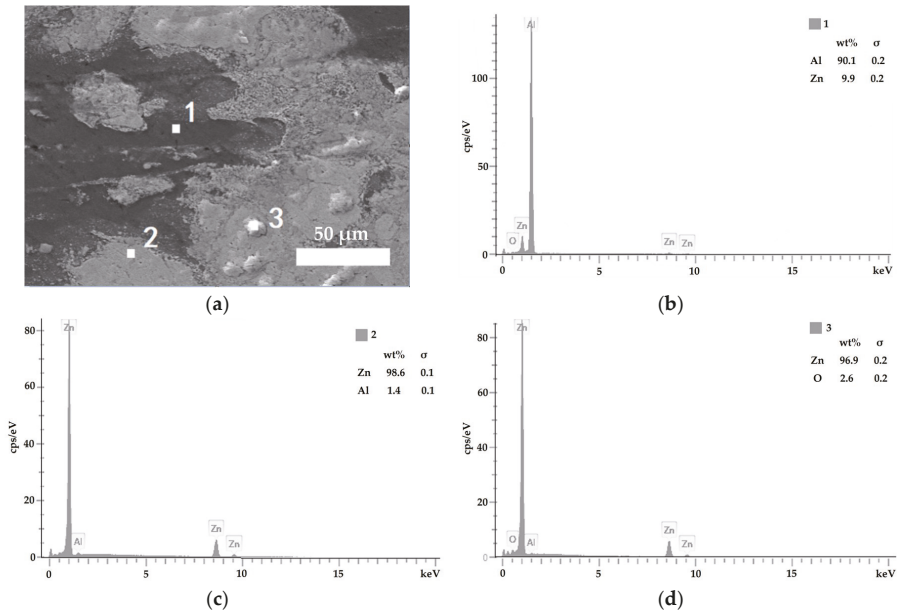 1
2
3
50 µm
(a)
1
wt% σ
Al 90.1 0.2
Zn 9.9 0.2
Al
O
Zn
Zn
Zn
cps/eV
100
50
0
0 5 10 15 keV
(b)
2
wt% σ
Zn 98.6 0.1
Al 1.4 0.1
Zn
Al
Zn
Zn
cps/eV
80
60
40
20
0
0 5 10 15 keV
(c)
3
wt% σ
Zn 96.9 0.2
O 2.6 0.2
Zn
O
Al
Zn
Zn
cps/eV
80
60
40
20
0
0 5 10 15 keV
(d)